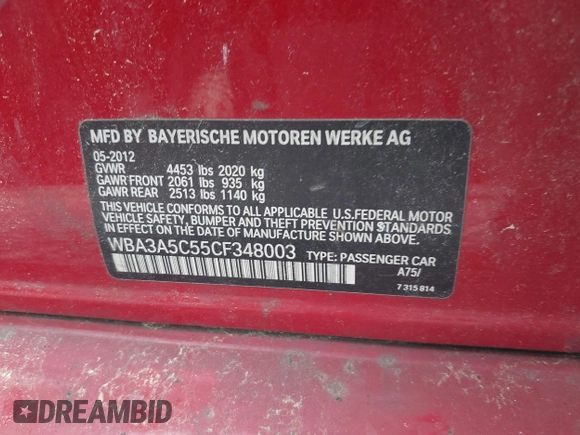 MFD BY BAYERISCHE MOTOREN WERKE AG
05-2012
GVWR 4453 lbs 2020 kg
GAWR FRONT 2061 lbs 935 kg
GAWR REAR 2513 lbs 1140 kg
THIS VEHICLE CONFORMS TO ALL APPLICABLE U.S.FEDERAL MOTOR
VEHICLE SAFETY, BUMPER AND THEFT PREVENTION STANDARDS
IN EFFECT ON THE DATE OF MANUFACTURE SHOWN ABOVE.
WBA3A5C55CF348003 TYPE: PASSENGER CAR
A75/
7 315 814
DREAMBID